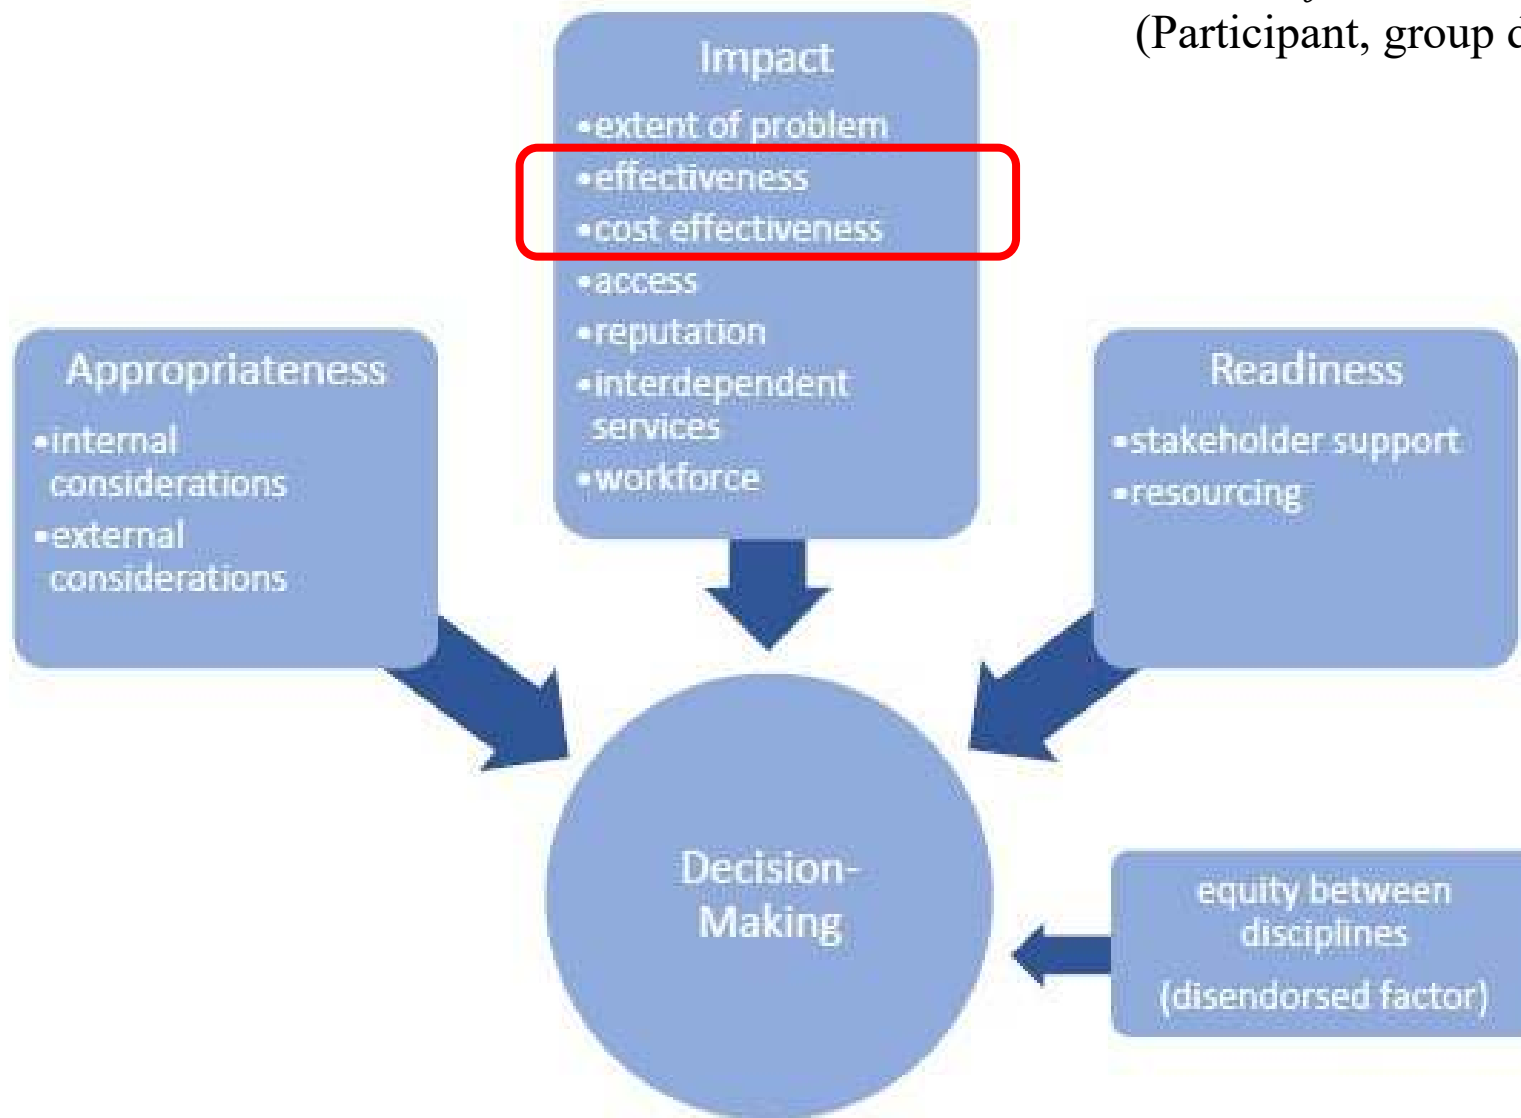 (Participant, group d
Impact
•extent of problem
•effectiveness
•cost effectiveness
•access
•reputation
•interdependent
services
•workforce
Appropriateness
•internal
considerations
•external
considerations
Readiness
•stakeholder support
•resourcing
Decision-
Making
equity between
disciplines
(disendorsed factor)